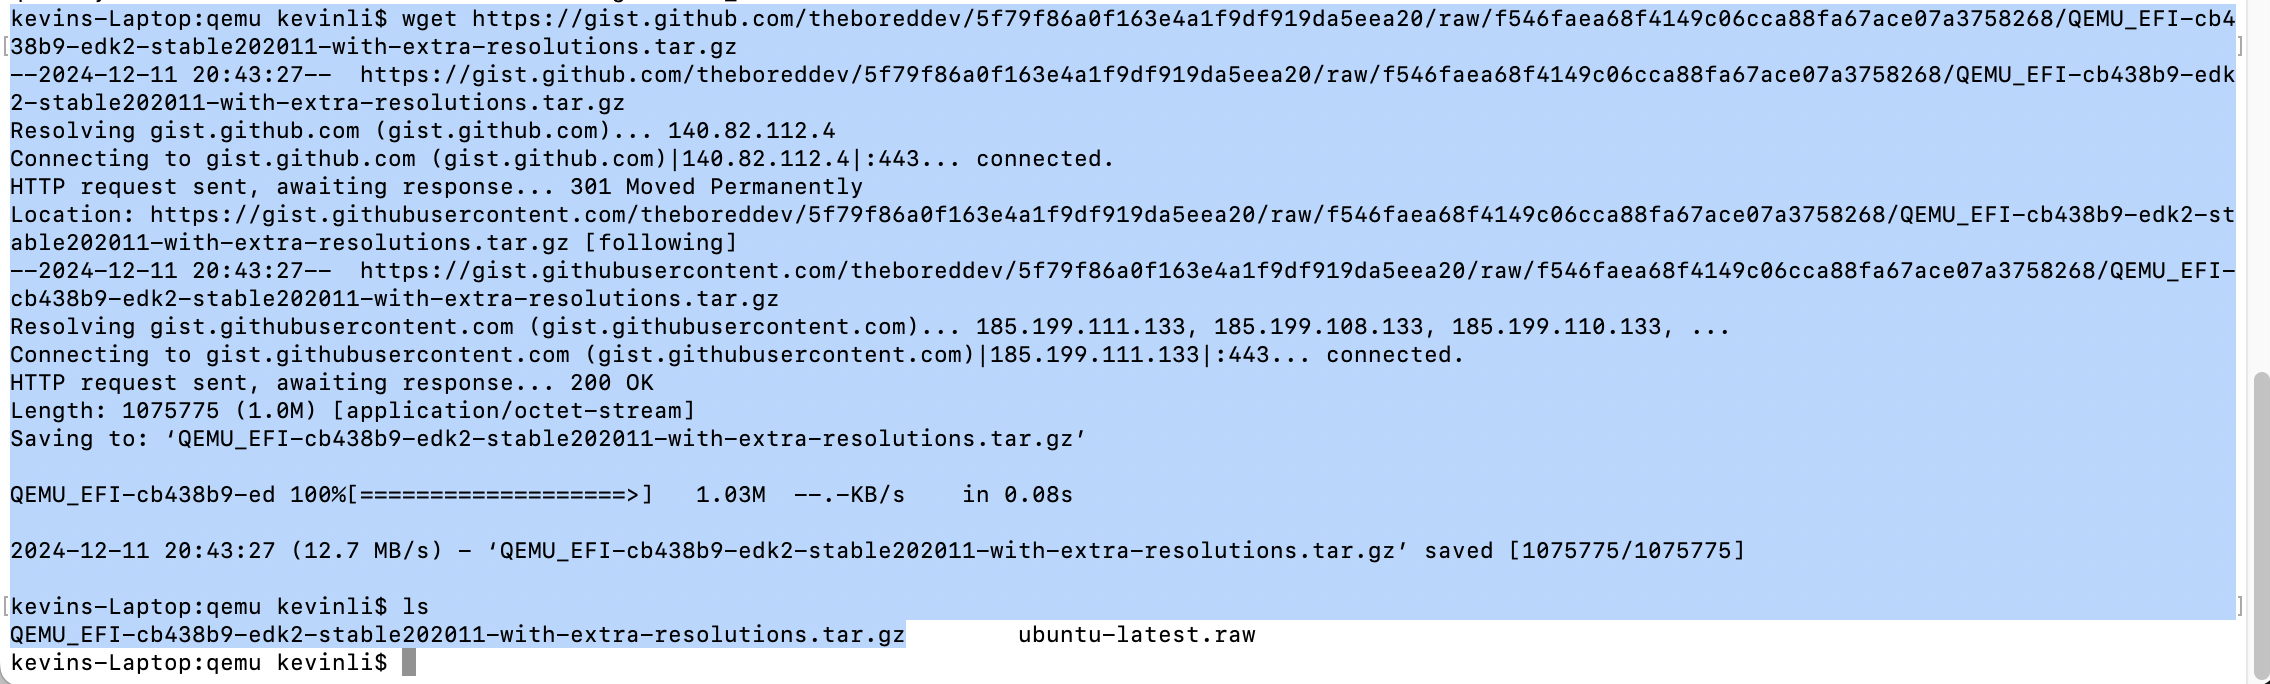 kevins-Laptop:qemu kevinli$ wget https://gist.github.com/theboreddev/5f79f86a0f163e4a1f9df919da5eea20/raw/f546faea68f4149c06cca88fa67ace07a3758268/QEMU_EFI-cb4
[38b9-edk2-stable202011-with-extra-resolutions.tar.gz ]
--2024-12-11 20:43:27--  https://gist.github.com/theboreddev/5f79f86a0f163e4a1f9df919da5eea20/raw/f546faea68f4149c06cca88fa67ace07a3758268/QEMU_EFI-cb438b9-edk
2-stable202011-with-extra-resolutions.tar.gz
Resolving gist.github.com (gist.github.com)... 140.82.112.4
Connecting to gist.github.com (gist.github.com)|140.82.112.4|:443... connected.
HTTP request sent, awaiting response... 301 Moved Permanently
Location: https://gist.githubusercontent.com/theboreddev/5f79f86a0f163e4a1f9df919da5eea20/raw/f546faea68f4149c06cca88fa67ace07a3758268/QEMU_EFI-cb438b9-edk2-st
able202011-with-extra-resolutions.tar.gz [following]
--2024-12-11 20:43:27--  https://gist.githubusercontent.com/theboreddev/5f79f86a0f163e4a1f9df919da5eea20/raw/f546faea68f4149c06cca88fa67ace07a3758268/QEMU_EFI-
cb438b9-edk2-stable202011-with-extra-resolutions.tar.gz
Resolving gist.githubusercontent.com (gist.githubusercontent.com)... 185.199.111.133, 185.199.108.133, 185.199.110.133, ...
Connecting to gist.githubusercontent.com (gist.githubusercontent.com)|185.199.111.133|:443... connected.
HTTP request sent, awaiting response... 200 OK
Length: 1075775 (1.0M) [application/octet-stream]
Saving to: ‘QEMU_EFI-cb438b9-edk2-stable202011-with-extra-resolutions.tar.gz’
QEMU_EFI-cb438b9-ed 100%[===================>]   1.03M  --.-KB/s    in 0.08s
2024-12-11 20:43:27 (12.7 MB/s) - ‘QEMU_EFI-cb438b9-edk2-stable202011-with-extra-resolutions.tar.gz’ saved [1075775/1075775]
[kevins-Laptop:qemu kevinli$ ls ]
QEMU_EFI-cb438b9-edk2-stable202011-with-extra-resolutions.tar.gz        ubuntu-latest.raw
kevins-Laptop:qemu kevinli$